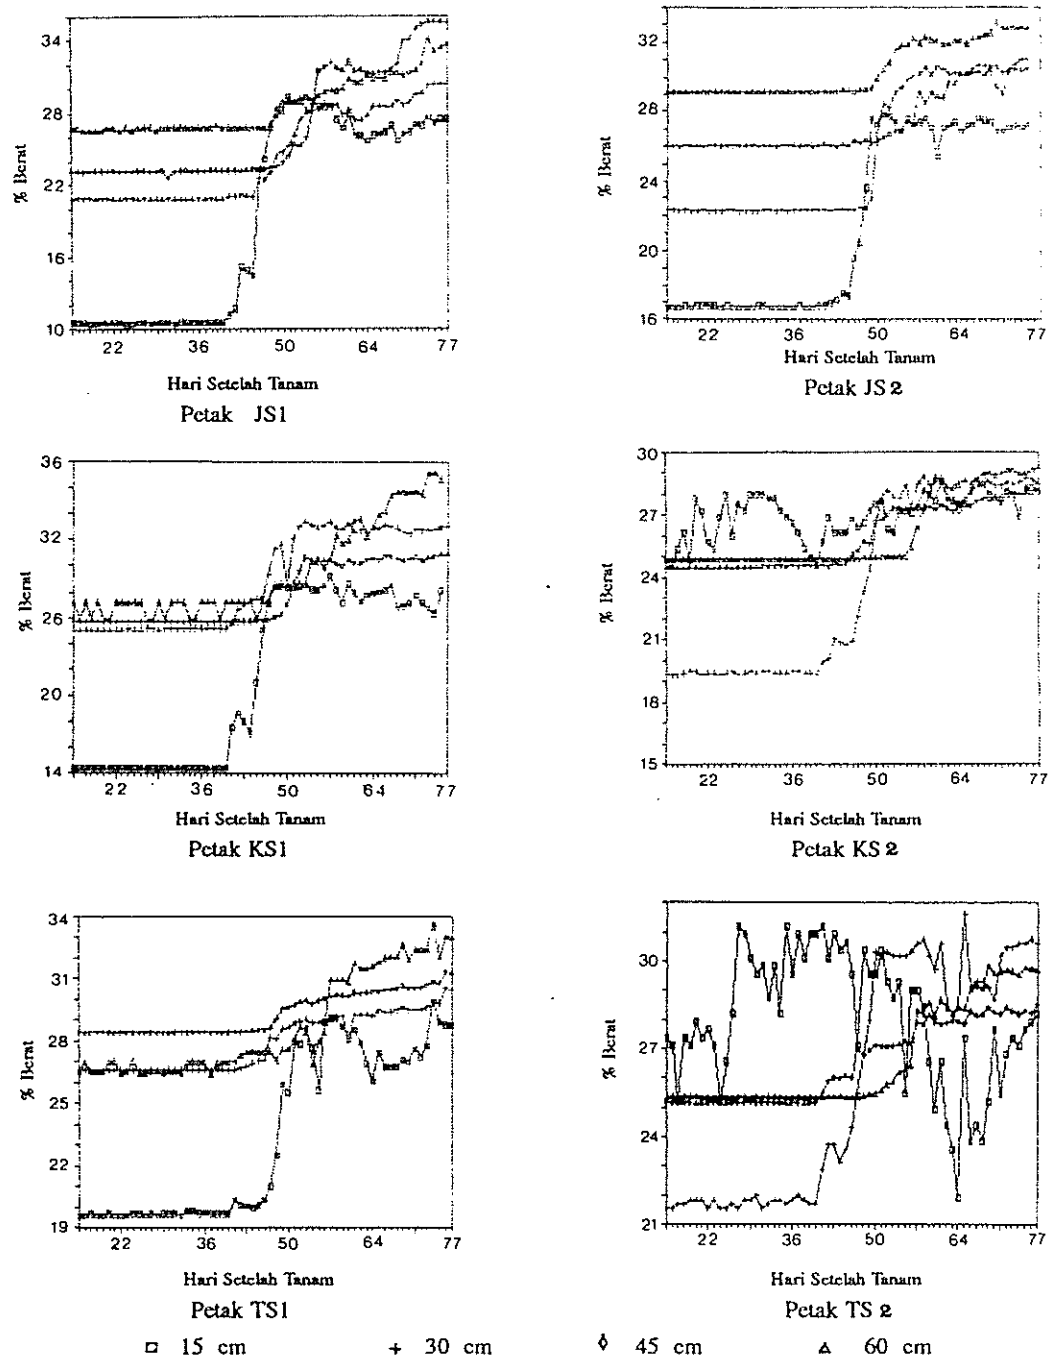 34
28
22
16
10
% Berat
22 36 50 64 77
Hari Setelah Tanam
Petak JS1
32
28
24
20
16
% Berat
22 36 50 64 77
Hari Setelah Tanam
Petak JS 2
36
32
26
20
14
% Berat
22 36 50 64 77
Hari Setelah Tanam
Petak KS1
30
27
24
21
19
15
% Berat
22 36 50 64 77
Hari Setelah Tanam
Petak KS 2
34
31
28
25
22
19
% Berat
22 36 50 64 77
Hari Setelah Tanam
Petak TS1
30
27
24
21
% Berat
22 36 50 64 77
Hari Setelah Tanam
Petak TS 2
15 cm 30 cm 45 cm 60 cm